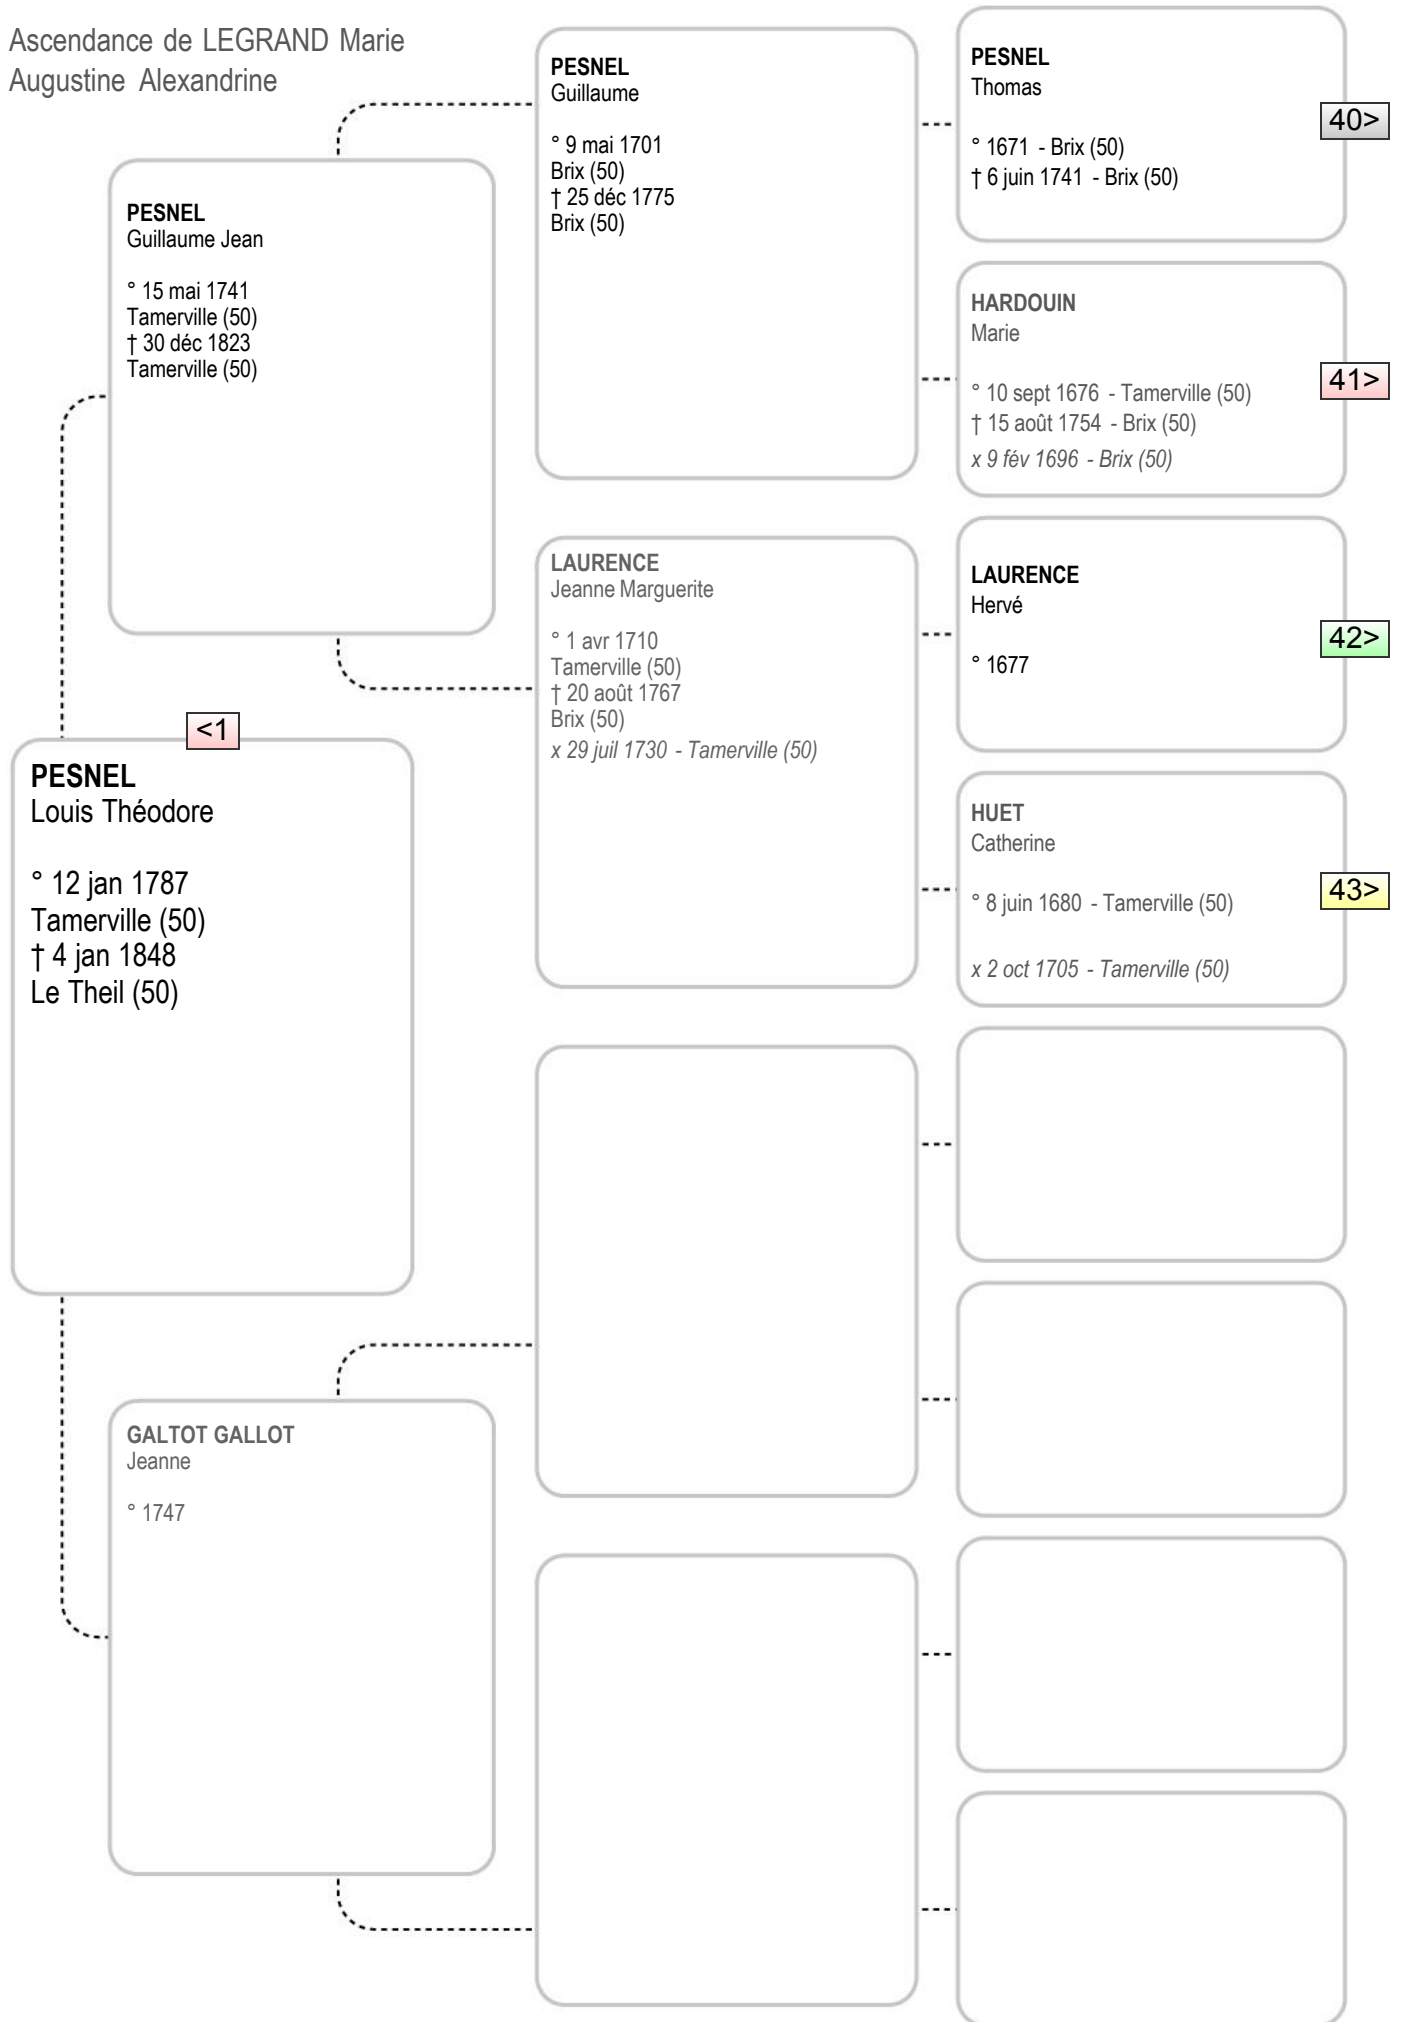 Ascendance de LEGRAND Marie
Augustine Alexandrine
<1
PESNEL
Louis Théodore
° 12 jan 1787
Tamerville (50)
† 4 jan 1848
Le Theil (50)
PESNEL
Guillaume Jean
° 15 mai 1741
Tamerville (50)
† 30 déc 1823
Tamerville (50)
GALTOT GALLOT
Jeanne
° 1747
PESNEL
Guillaume
° 9 mai 1701
Brix (50)
† 25 déc 1775
Brix (50)
LAURENCE
Jeanne Marguerite
° 1 avr 1710
Tamerville (50)
† 20 août 1767
Brix (50)
x 29 juil 1730 - Tamerville (50)
PESNEL
Thomas
° 1671 - Brix (50)
† 6 juin 1741 - Brix (50)
40>
HARDOUIN
Marie
° 10 sept 1676 - Tamerville (50)
† 15 août 1754 - Brix (50)
x 9 fév 1696 - Brix (50)
41>
LAURENCE
Hervé
° 1677
42>
HUET
Catherine
° 8 juin 1680 - Tamerville (50)
x 2 oct 1705 - Tamerville (50)
43>